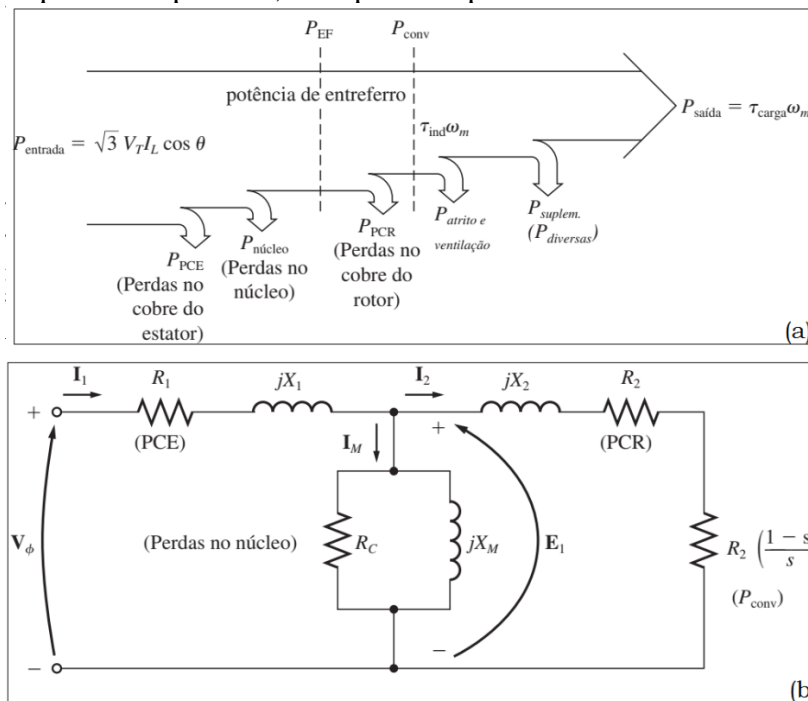 P_EF P_conv
potência de entreferro
P_saída = τ_carga ω_m
P_entrada = √3 V_T I_L cos θ
τ_ind ω_m
P_PCE
(Perdas no
cobre do
estator)
P_núcleo
(Perdas no
núcleo)
P_PCR
(Perdas no
cobre do
rotor)
P_atrito e
ventilação
P_suplem.
(P_diversas)
(a)
I_1 R_1 jX_1 I_2 jX_2 R_2
+ (PCE) + (PCR)
I_M
V_ϕ (Perdas no núcleo) R_C jX_M E_1 R_2 (1 − s
s
(P_conv)
− −
(b